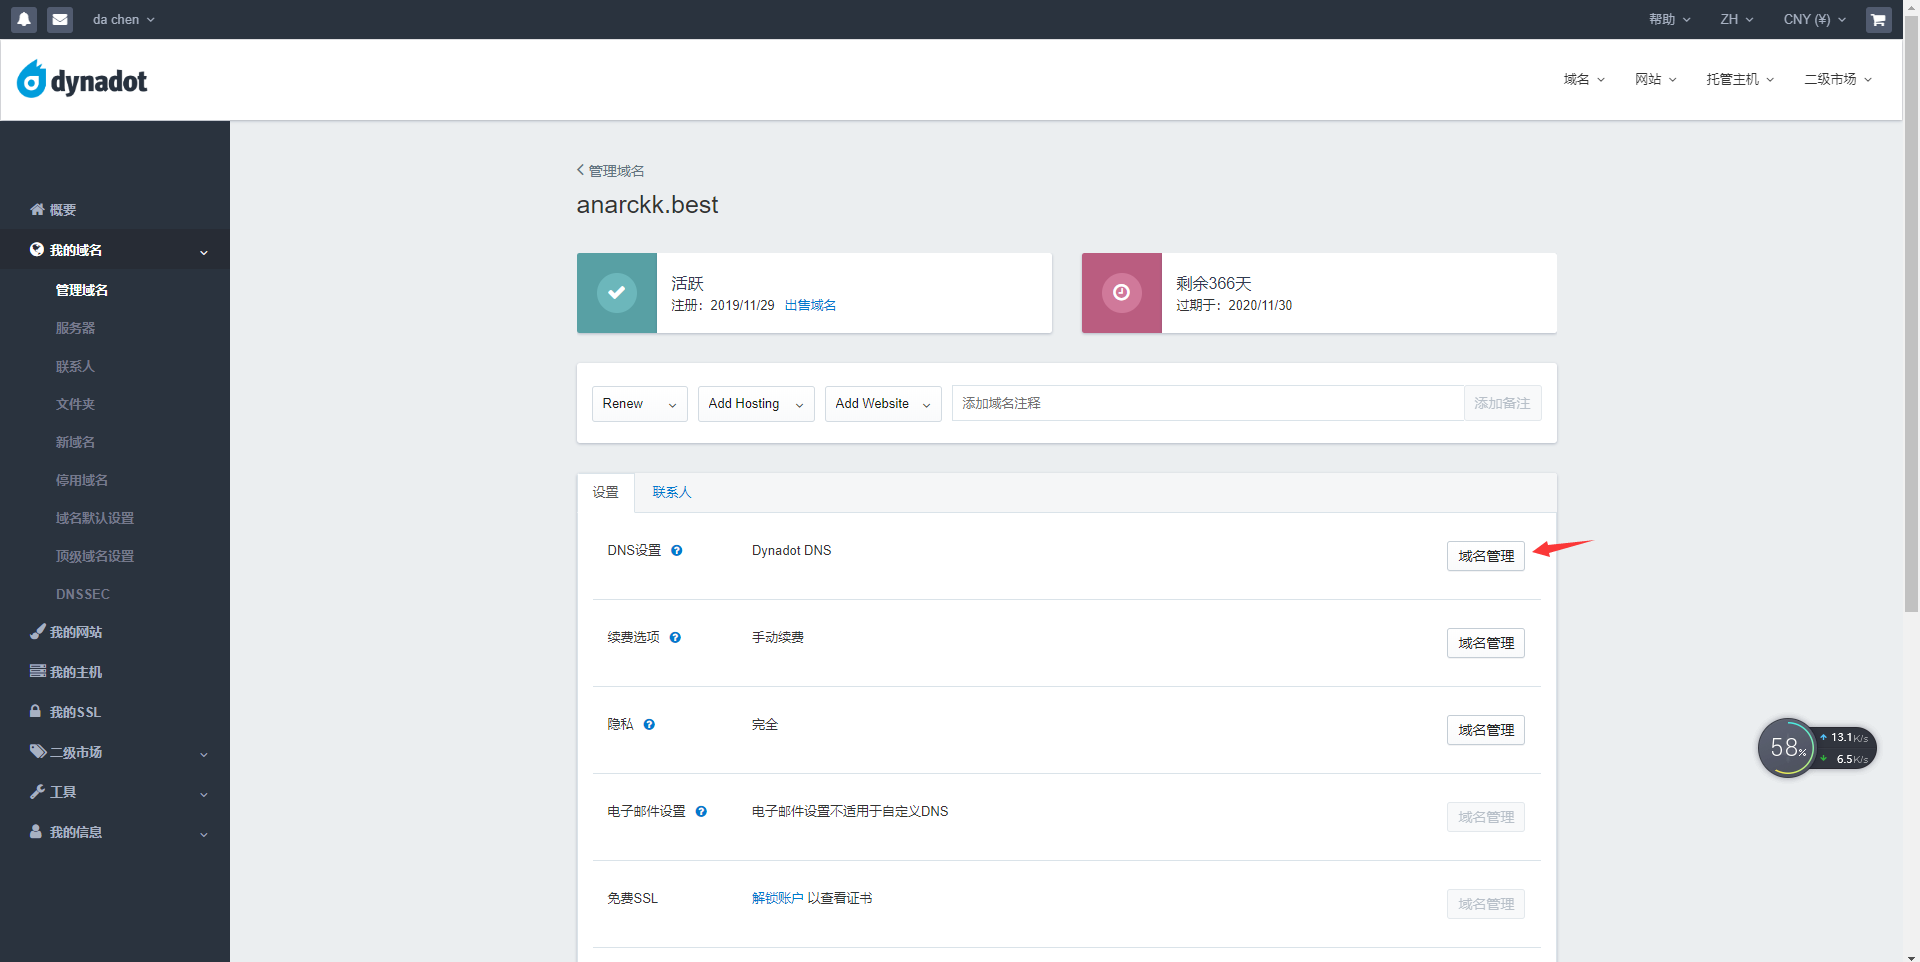 da chen
帮助
ZH
CNY (¥)
dynadot
域名
网站
托管主机
二级市场
概要
我的域名
管理域名
服务器
联系人
文件夹
新域名
停用域名
域名默认设置
顶级域名设置
DNSSEC
我的网站
我的主机
我的SSL
二级市场
工具
我的信息
管理域名
anarckk.best
活跃
注册：2019/11/29 出售域名
剩余366天
过期于：2020/11/30
Renew
Add Hosting
Add Website
添加域名注释
添加备注
设置
联系人
DNS设置
Dynadot DNS
域名管理
续费选项
手动续费
域名管理
隐私
完全
域名管理
电子邮件设置
电子邮件设置不适用于自定义DNS
域名管理
免费SSL
解锁账户 以查看证书
域名管理
58%
13.1K/s
6.5K/s